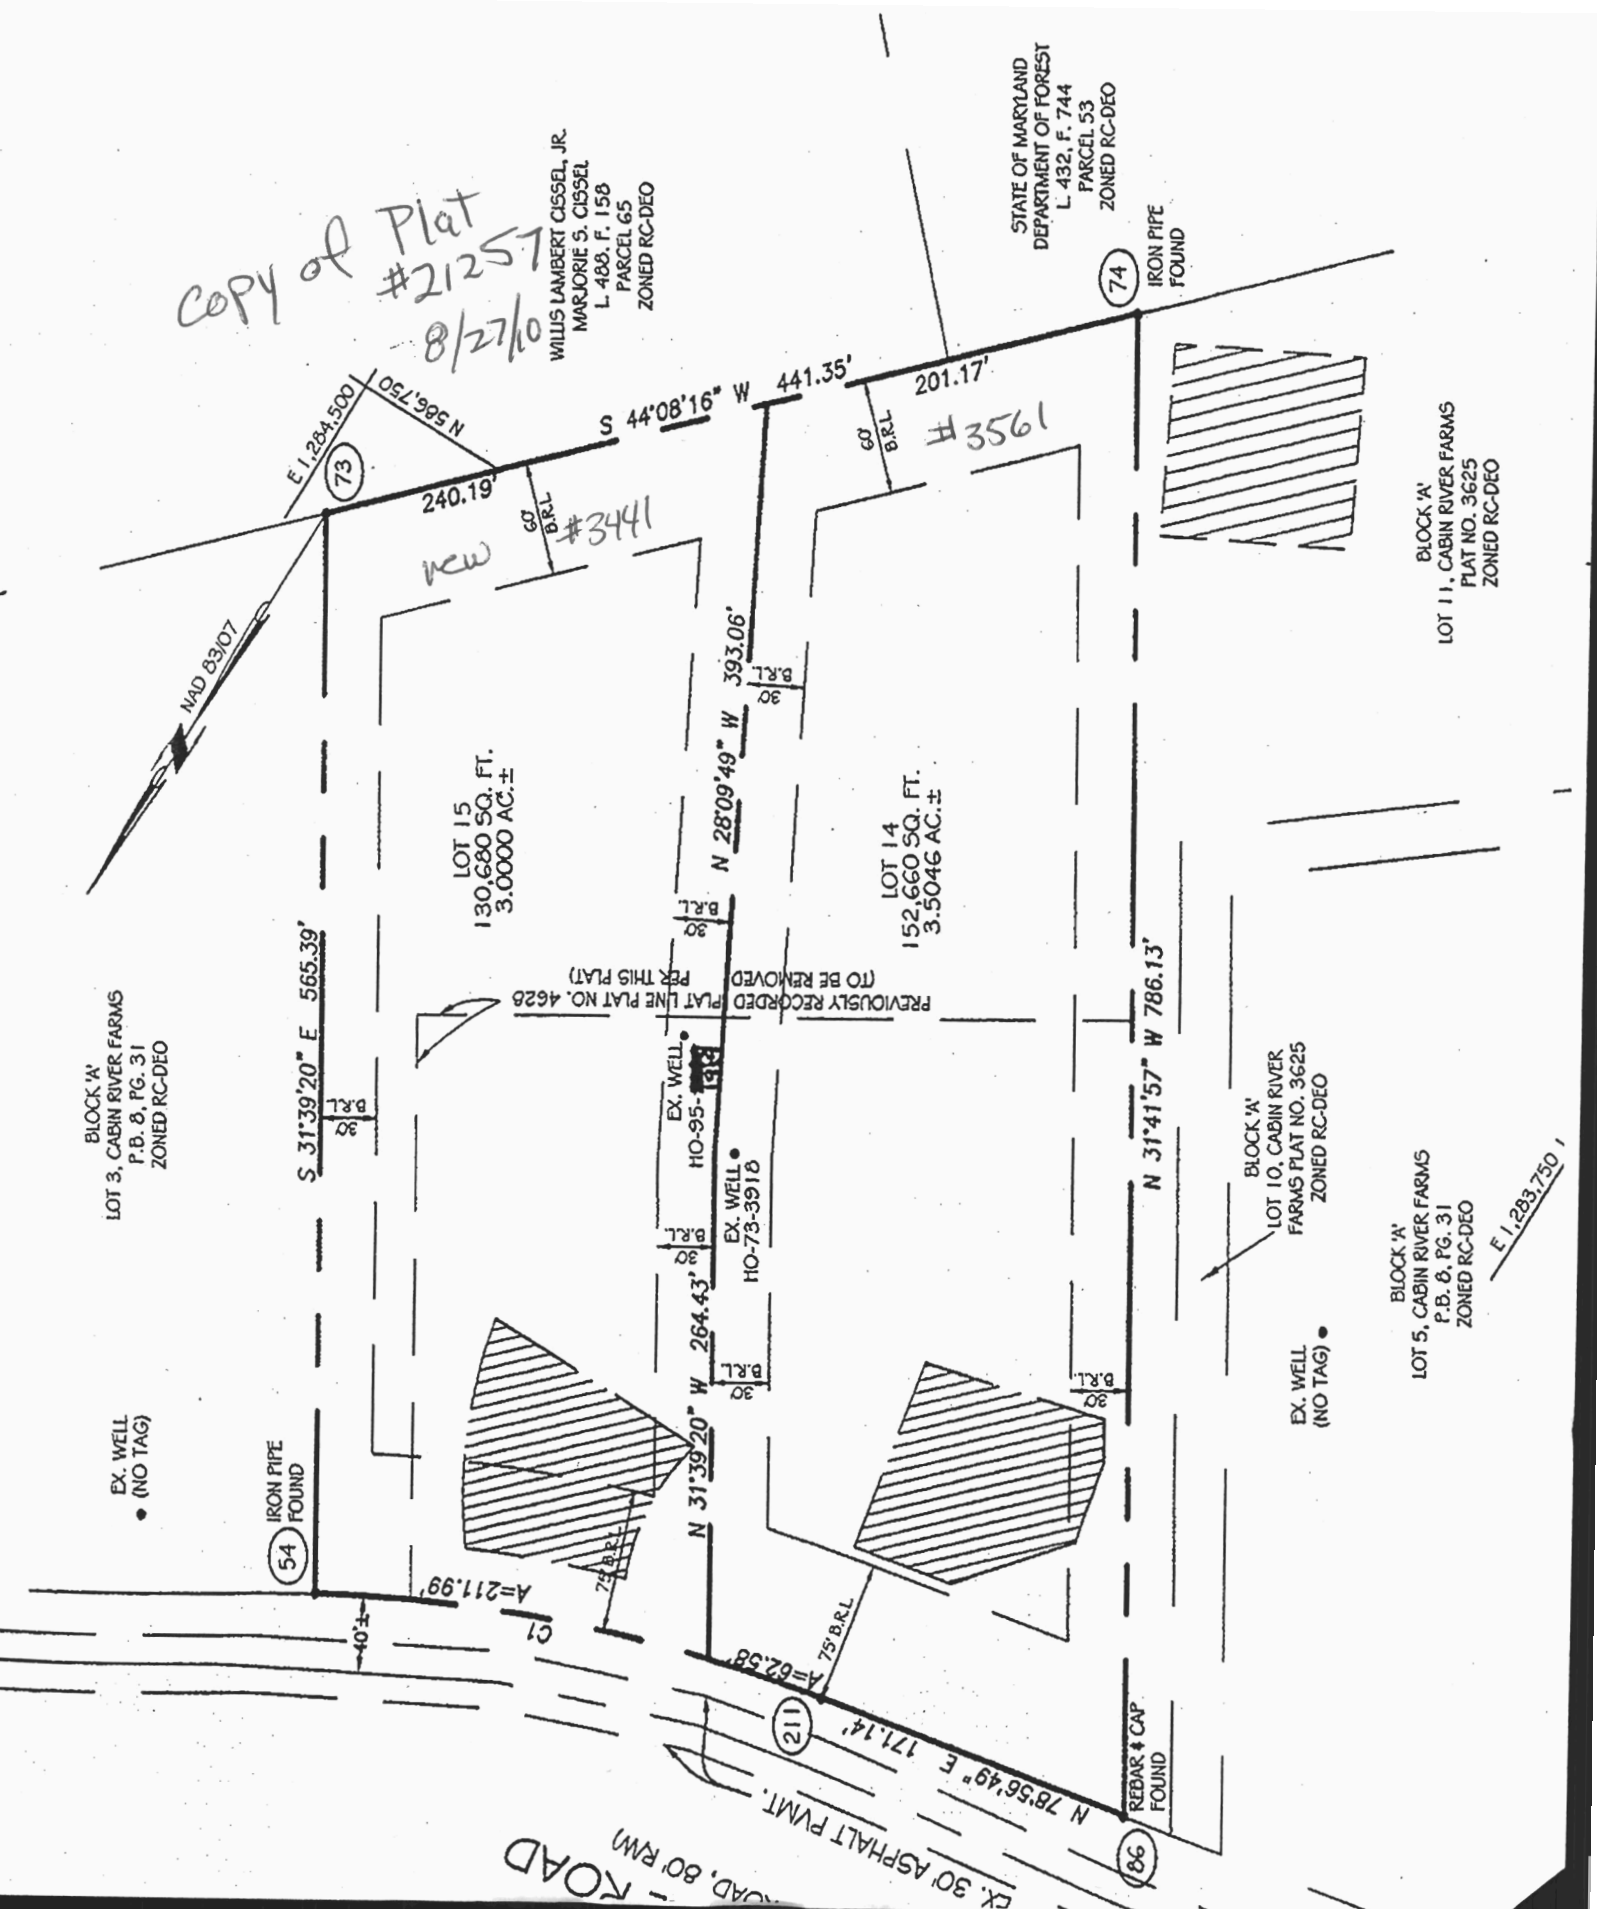 Copy of Plat
#21257
8/27/10
WILLIS LAMBERT CISSEL, JR.
MARJORIE S. CISSEL
L. 488, F. 158
PARCEL 65
ZONED RC-DEO
STATE OF MARYLAND
DEPARTMENT OF FOREST
L. 432, F. 744
PARCEL 53
ZONED RC-DEO
74
IRON PIPE
FOUND
E 1,284,500
N 586,750
73
240.19'
S 44°08'16" W 441.35'
201.17'
60'
B.R.L
#3441
new
60'
B.R.L
#3561
NAD 83/07
BLOCK 'A'
LOT 11, CABIN RIVER FARMS
PLAT NO. 3625
ZONED RC-DEO
N 28°09'49" W 393.06'
30'
B.R.L.
LOT 15
130,680 SQ. FT.
3.0000 AC.±
LOT 14
152,660 SQ. FT.
3.5046 AC.±
30'
B.R.L.
S 31°39'20" E 565.39'
30'
B.R.L.
PREVIOUSLY RECORDED PLAT LINE PLAT NO. 4628
(TO BE REMOVED PER THIS PLAT)
BLOCK 'A'
LOT 3, CABIN RIVER FARMS
P.B. 8, PG. 31
ZONED RC-DEO
EX. WELL
HO-95-
EX. WELL
HO-73-3918
N 31°41'57" W 786.13'
BLOCK 'A'
LOT 10, CABIN RIVER
FARMS PLAT NO. 3625
ZONED RC-DEO
BLOCK 'A'
LOT 5, CABIN RIVER FARMS
P.B. 8, PG. 31
ZONED RC-DEO
E 1,283,750
30'
B.R.L.
N 31°39'20" W 264.43'
30'
B.R.L.
30'
B.R.L.
EX. WELL
(NO TAG)
EX. WELL
(NO TAG)
IRON PIPE
FOUND
54
A=211.99'
C1
40'±
75' B.R.L
A=62.58'
75' B.R.L
211
N 78°56'49" E 171.14'
REBAR & CAP
FOUND
86
EX. 30' ASPHALT PVMT.
ROAD
OAD, 80' R/W)